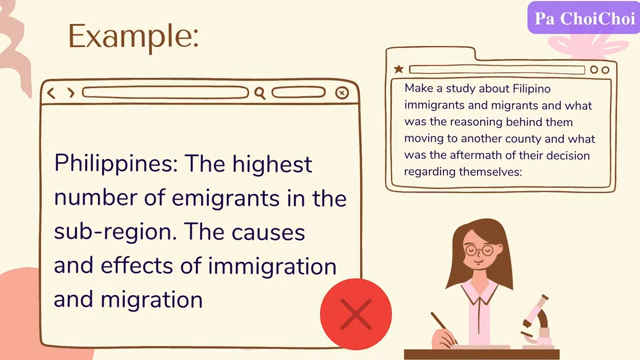 Example:
Pa ChoiChoi
Make a study about Filipino
immigrants and migrants and what
was the reasoning behind them
moving to another county and what
was the aftermath of their decision
regarding themselves:
Philippines: The highest
number of emigrants in the
sub-region. The causes
and effects of immigration
and migration